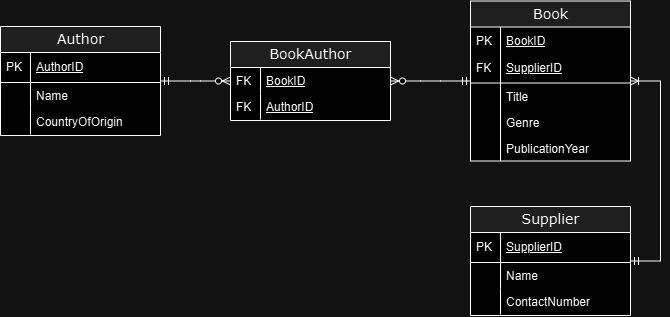 Author
PK AuthorID
Name
CountryOfOrigin
BookAuthor
FK BookID
FK AuthorID
Book
PK BookID
FK SupplierID
Title
Genre
PublicationYear
Supplier
PK SupplierID
Name
ContactNumber